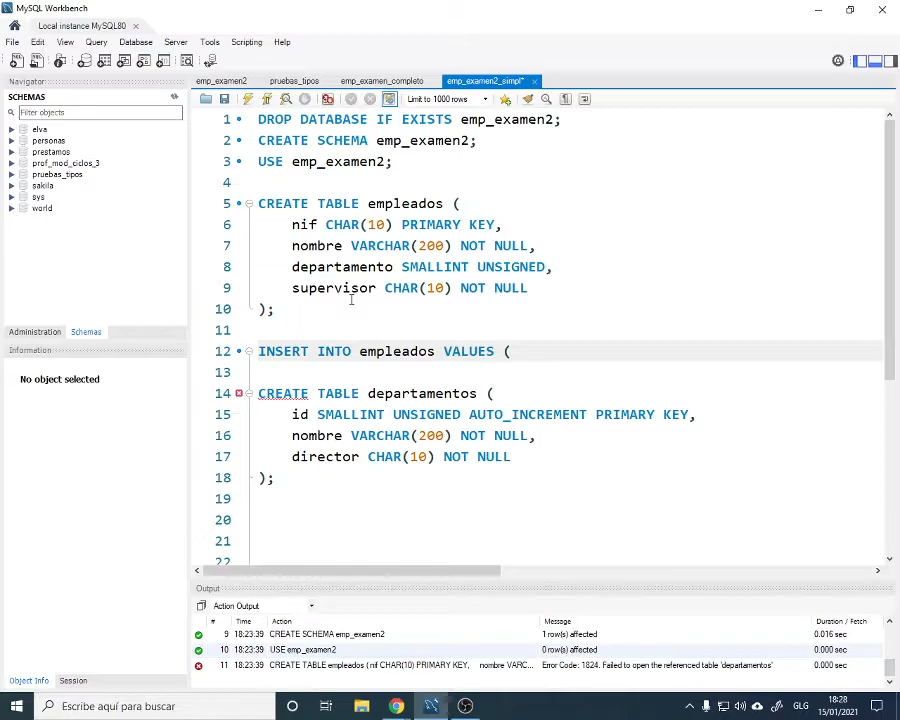 MySQL Workbench
Local instance MySQL80
File Edit View Query Database Server Tools Scripting Help
Navigator
SCHEMAS
Filter objects
elva
personas
prestamos
prof_mod_ciclos_3
pruebas_tipos
sakila
sys
world
Administration Schemas
Information
No object selected
Object Info Session
emp_examen2 pruebas_tipos emp_examen_completo emp_examen2_simpl*
Limit to 1000 rows
1 DROP DATABASE IF EXISTS emp_examen2;
2 CREATE SCHEMA emp_examen2;
3 USE emp_examen2;
4
5 CREATE TABLE empleados (
6 nif CHAR(10) PRIMARY KEY,
7 nombre VARCHAR(200) NOT NULL,
8 departamento SMALLINT UNSIGNED,
9 supervisor CHAR(10) NOT NULL
10 );
11
12 INSERT INTO empleados VALUES (
13
14 CREATE TABLE departamentos (
15 id SMALLINT UNSIGNED AUTO_INCREMENT PRIMARY KEY,
16 nombre VARCHAR(200) NOT NULL,
17 director CHAR(10) NOT NULL
18 );
19
20
21
22
Output
Action Output
# Time Action Message Duration / Fetch
9 18:23:39 CREATE SCHEMA emp_examen2 1 row(s) affected 0.016 sec
10 18:23:39 USE emp_examen2 0 row(s) affected 0.000 sec
11 18:23:39 CREATE TABLE empleados ( nif CHAR(10) PRIMARY KEY, nombre VARC... Error Code: 1824. Failed to open the referenced table 'departamentos' 0.000 sec
Escribe aquí para buscar
GLG
18:28
15/01/2021